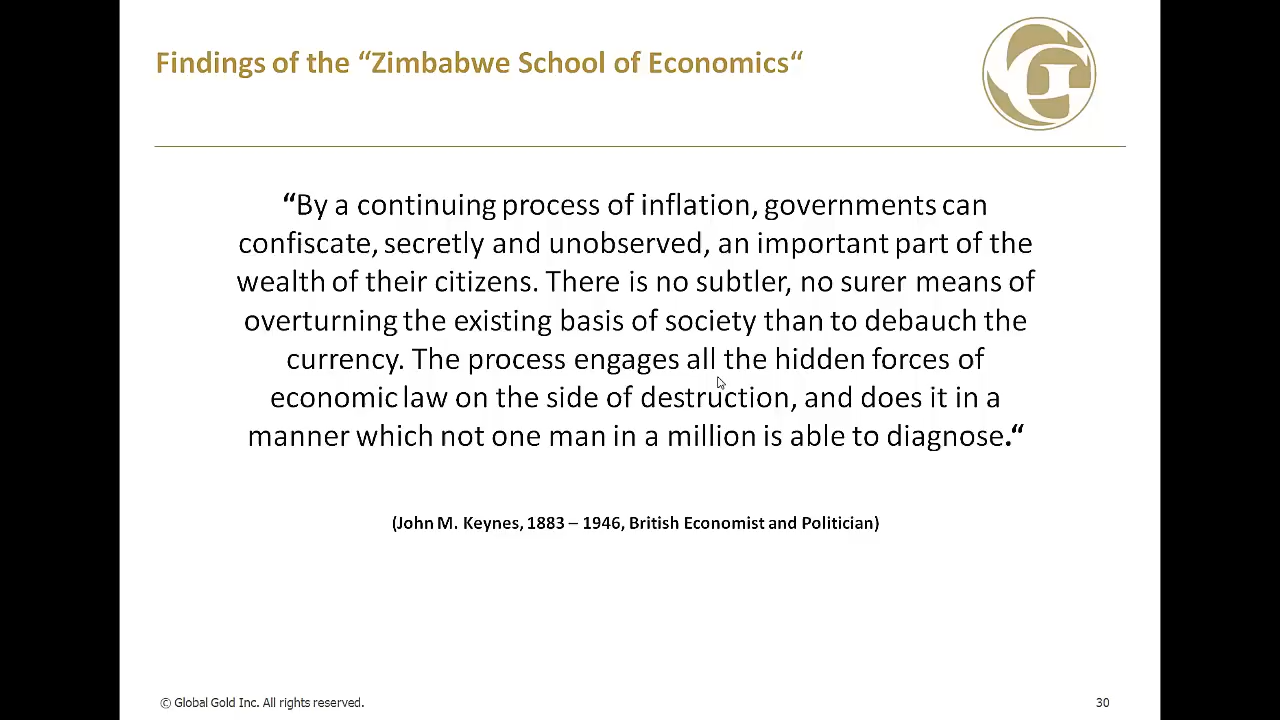 Findings of the “Zimbabwe School of Economics“
“By a continuing process of inflation, governments can
confiscate, secretly and unobserved, an important part of the
wealth of their citizens. There is no subtler, no surer means of
overturning the existing basis of society than to debauch the
currency. The process engages all the hidden forces of
economic law on the side of destruction, and does it in a
manner which not one man in a million is able to diagnose.“
(John M. Keynes, 1883 – 1946, British Economist and Politician)
© Global Gold Inc. All rights reserved.
30